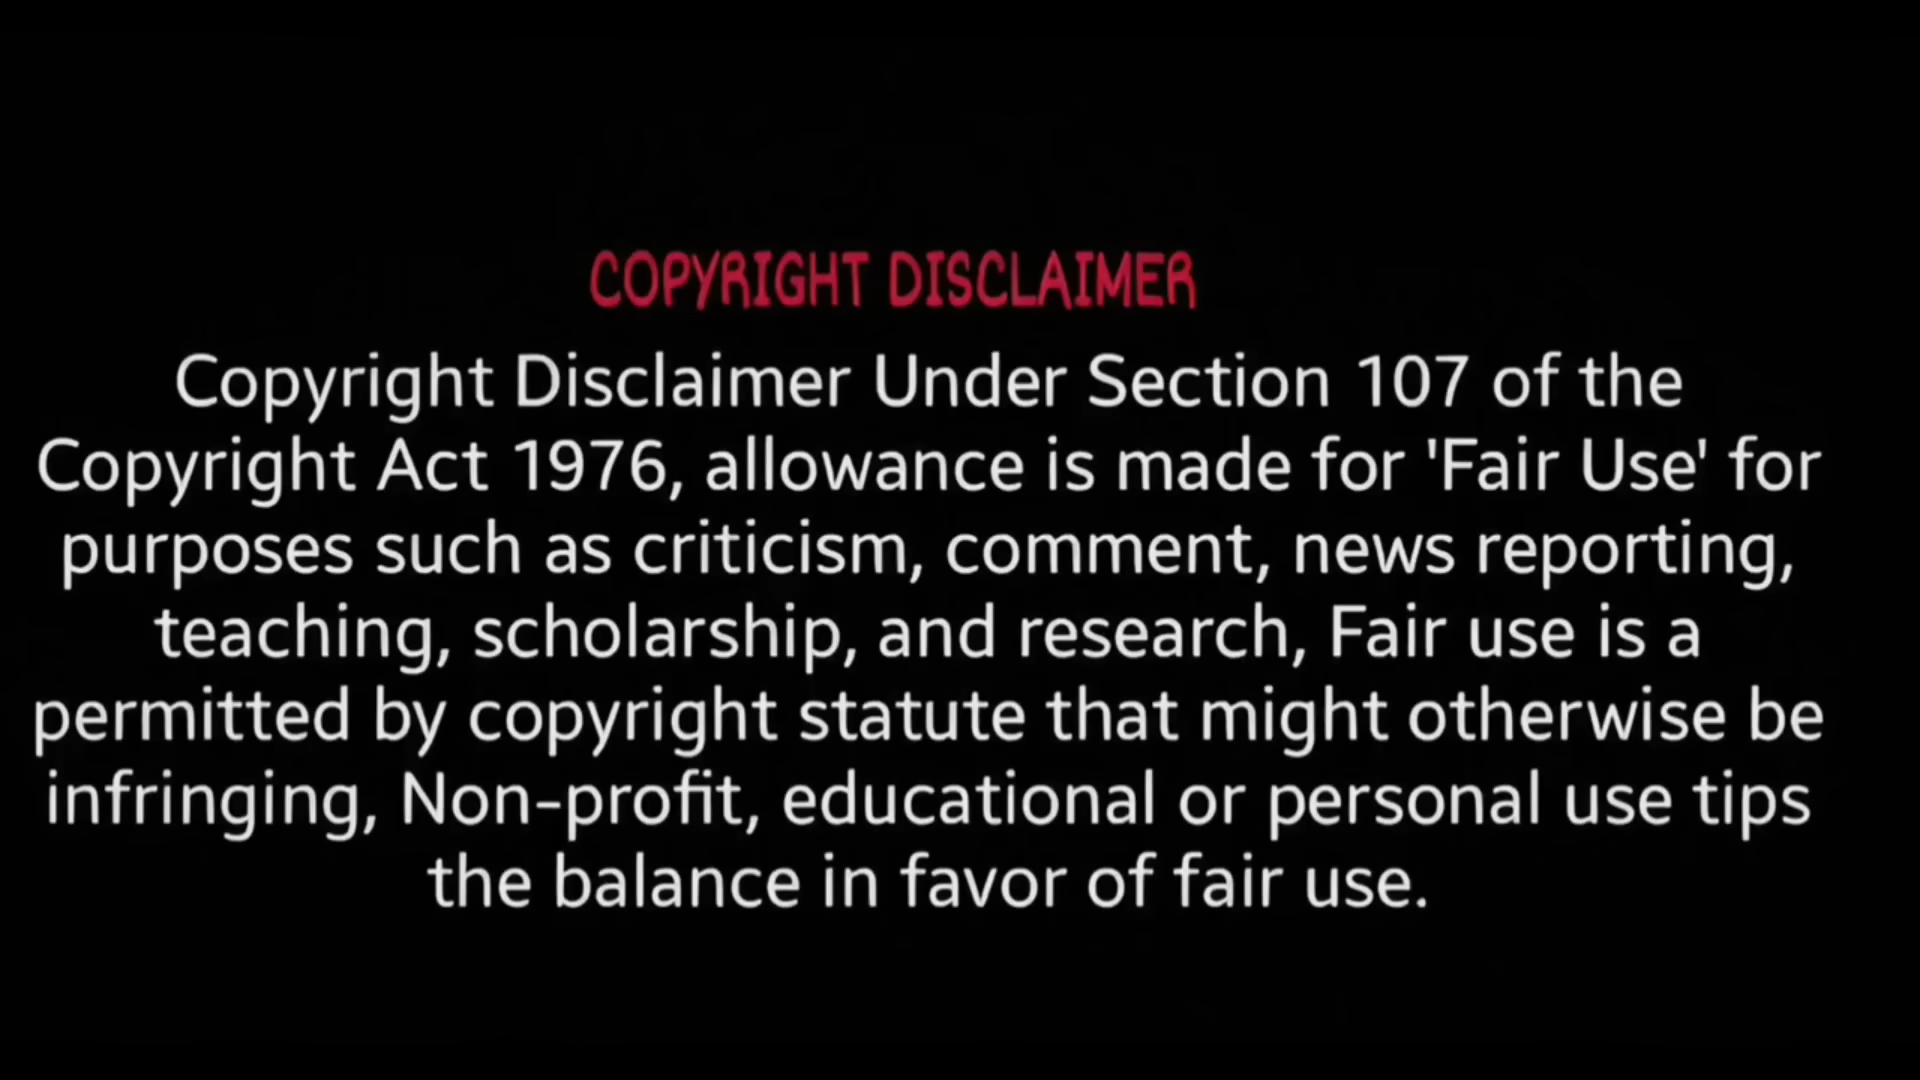 COPYRIGHT DISCLAIMER
Copyright Disclaimer Under Section 107 of the
Copyright Act 1976, allowance is made for 'Fair Use' for
purposes such as criticism, comment, news reporting,
teaching, scholarship, and research, Fair use is a
permitted by copyright statute that might otherwise be
infringing, Non-profit, educational or personal use tips
the balance in favor of fair use.